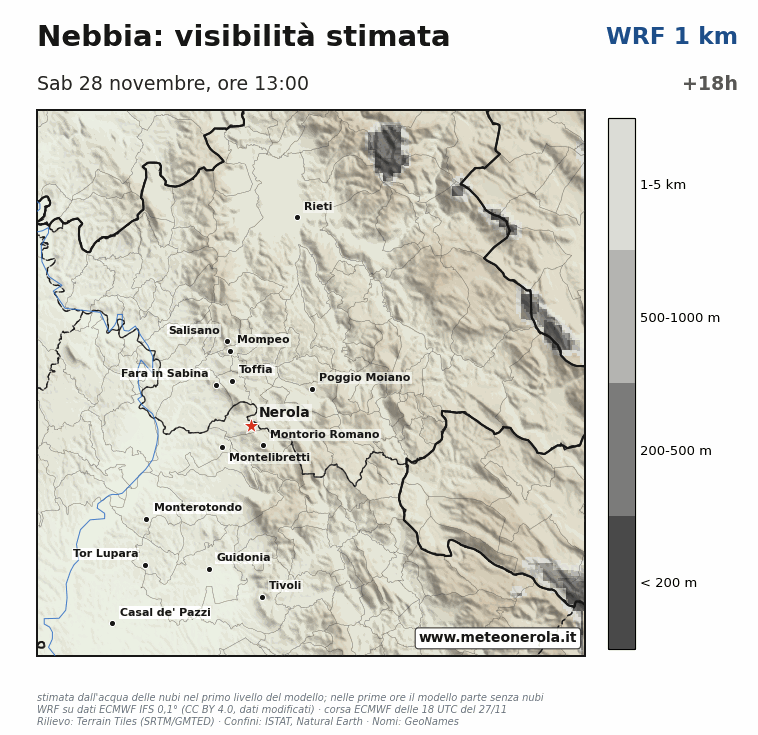 Nebbia: visibilità stimata
WRF 1 km
Sab 28 novembre, ore 13:00
+18h
Rieti
Salisano
Mompeo
Fara in Sabina
Toffia
Poggio Moiano
Nerola
Montorio Romano
Montelibretti
Monterotondo
Tor Lupara
Guidonia
Tivoli
Casal de' Pazzi
www.meteonerola.it
1-5 km
500-1000 m
200-500 m
< 200 m
stimata dall'acqua delle nubi nel primo livello del modello; nelle prime ore il modello parte senza nubi
WRF su dati ECMWF IFS 0,1° (CC BY 4.0, dati modificati) · corsa ECMWF delle 18 UTC del 27/11
Rilievo: Terrain Tiles (SRTM/GMTED) · Confini: ISTAT, Natural Earth · Nomi: GeoNames